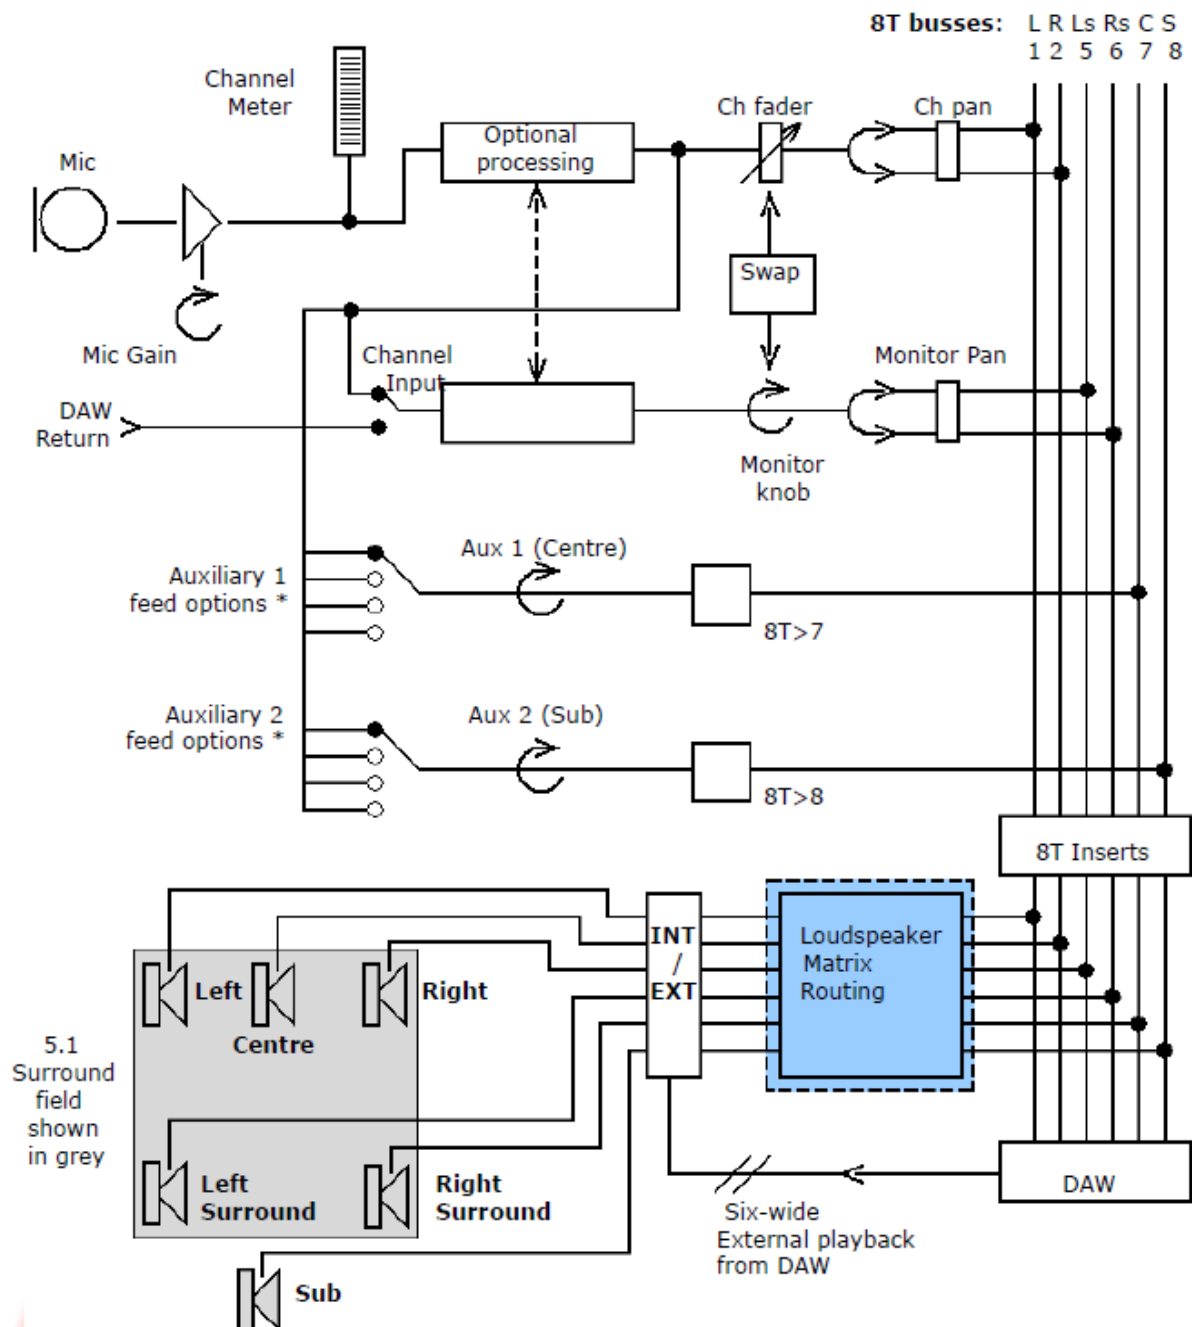 8T busses: L R Ls Rs C S
1 2 5 6 7 8
Channel
Meter
Ch fader
Ch pan
Optional
processing
Mic
Swap
Mic Gain
Channel
Input
Monitor Pan
DAW
Return
Monitor
knob
Aux 1 (Centre)
Auxiliary 1
feed options *
8T>7
Auxiliary 2
feed options *
Aux 2 (Sub)
8T>8
8T Inserts
INT
/
EXT
Loudspeaker
Matrix
Routing
Left
Right
Centre
5.1
Surround
field
shown
in grey
Left
Surround
Right
Surround
DAW
Six-wide
External playback
from DAW
Sub